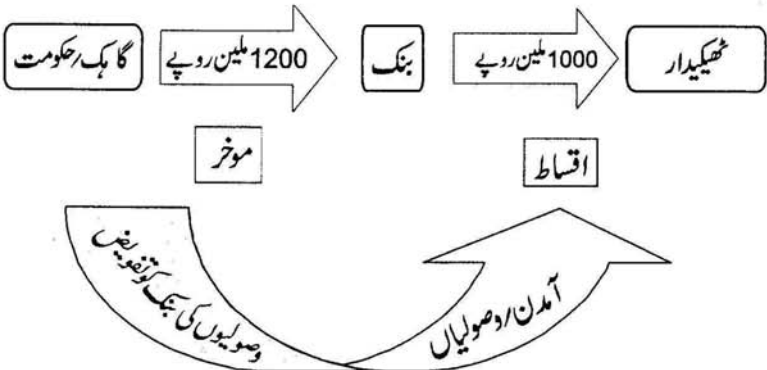 گاہک/حکومت
1200 ملین روپے
بنک
1000 ملین روپے
ٹھیکیدار
موخر
اقساط
وصولیوں کی بنک کو تفویض
آمدن/وصولیاں